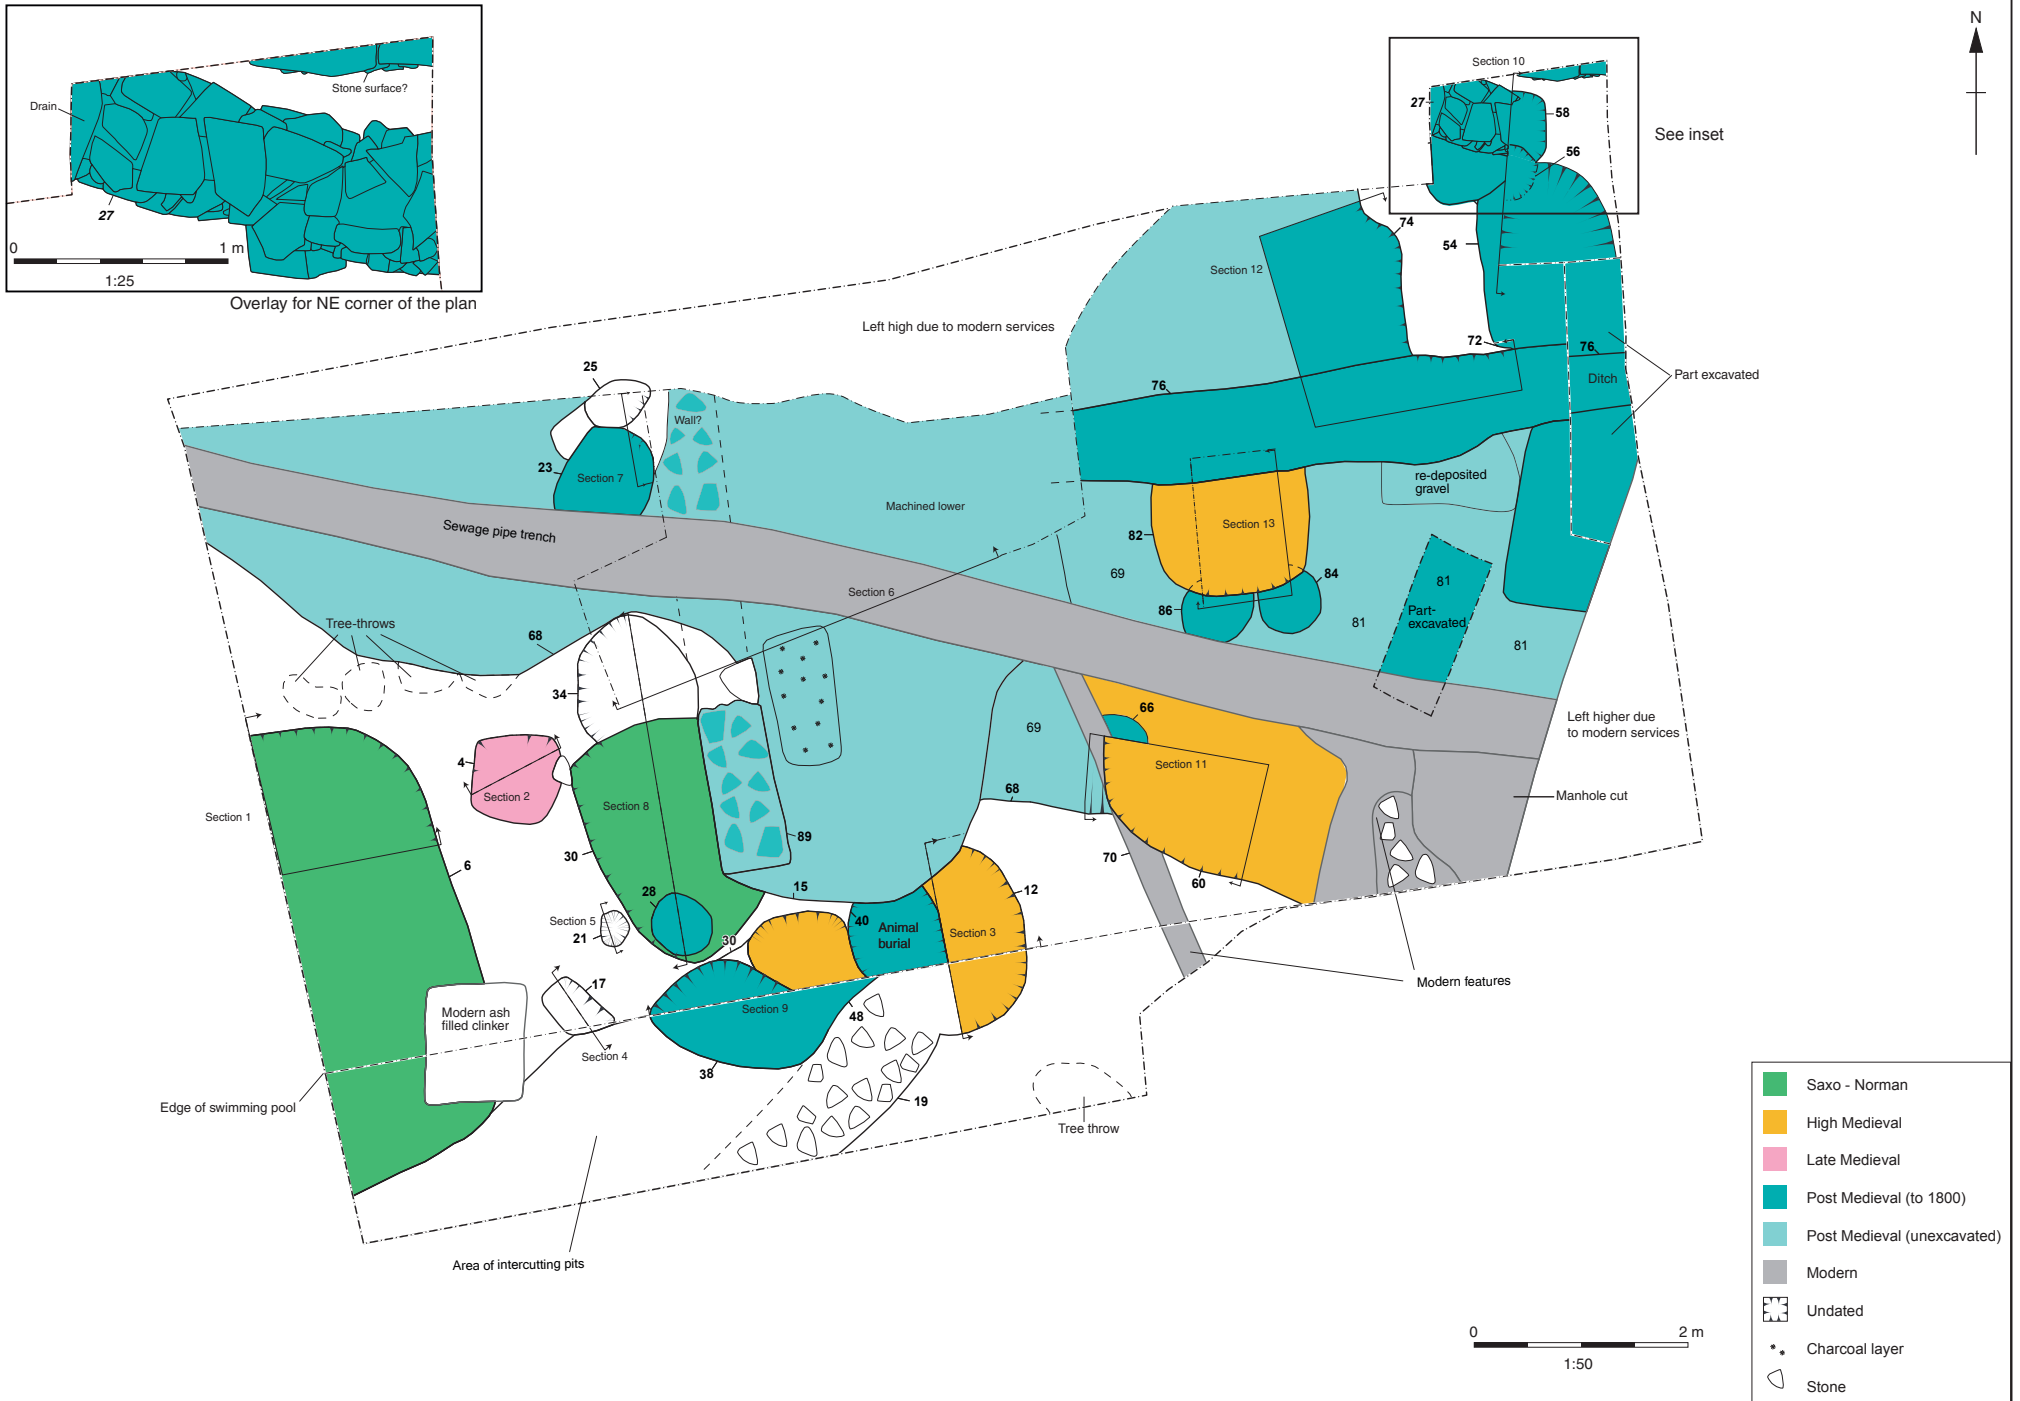 Drain
Stone surface?
27
0 1 m
1:25
Overlay for NE corner of the plan
N
Section 10
27
58
56
See inset
74
54
Section 12
Left high due to modern services
72
76
76
Ditch
Part excavated
25
Wall?
23
Section 7
Machined lower
re-deposited
gravel
Sewage pipe trench
Section 13
82
69
84
86
81
Part-
excavated
81
81
Section 6
Tree-throws
68
34
66
69
Left higher due
to modern services
4
Section 2
Section 11
Section 1
Section 8
68
Manhole cut
89
6
30
70
60
28
15
12
Section 5
21
30
40
Animal
burial
Section 3
17
Modern features
Modern ash
filled clinker
Section 9
48
Section 4
38
19
Edge of swimming pool
Tree throw
Area of intercutting pits
Saxo - Norman
High Medieval
Late Medieval
Post Medieval (to 1800)
Post Medieval (unexcavated)
Modern
Undated
Charcoal layer
Stone
0 2 m
1:50